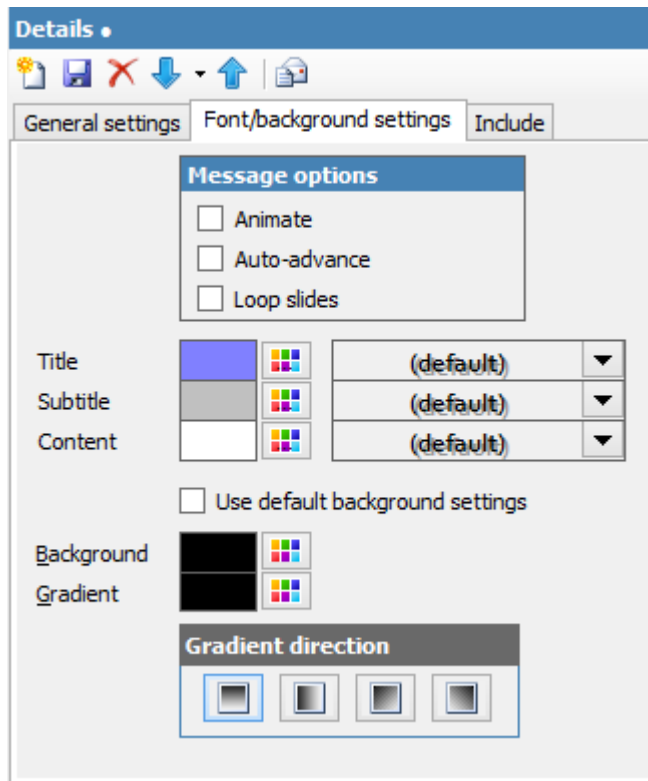 Details •
General settings Font/background settings Include
Message options
Animate
Auto-advance
Loop slides
Title (default)
Subtitle (default)
Content (default)
Use default background settings
Background
Gradient
Gradient direction